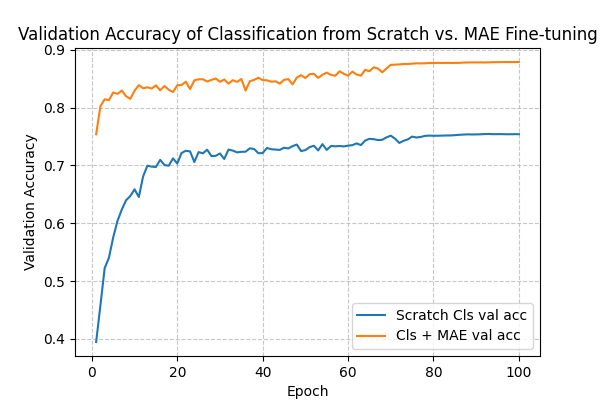 Validation Accuracy of Classification from Scratch vs. MAE Fine-tuning
0.9
0.8
0.7
0.6
0.5
0.4
Validation Accuracy
0
20
40
60
80
100
Epoch
Scratch Cls val acc
Cls + MAE val acc